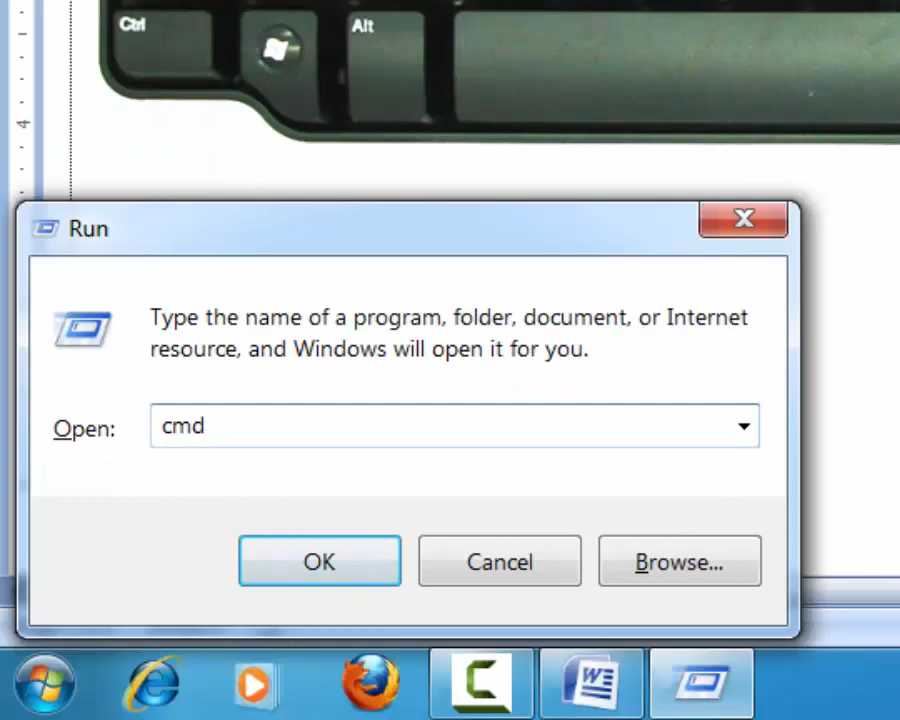 Ctrl
Alt
4
Run
X
Type the name of a program, folder, document, or Internet
resource, and Windows will open it for you.
Open:
cmd
OK
Cancel
Browse...